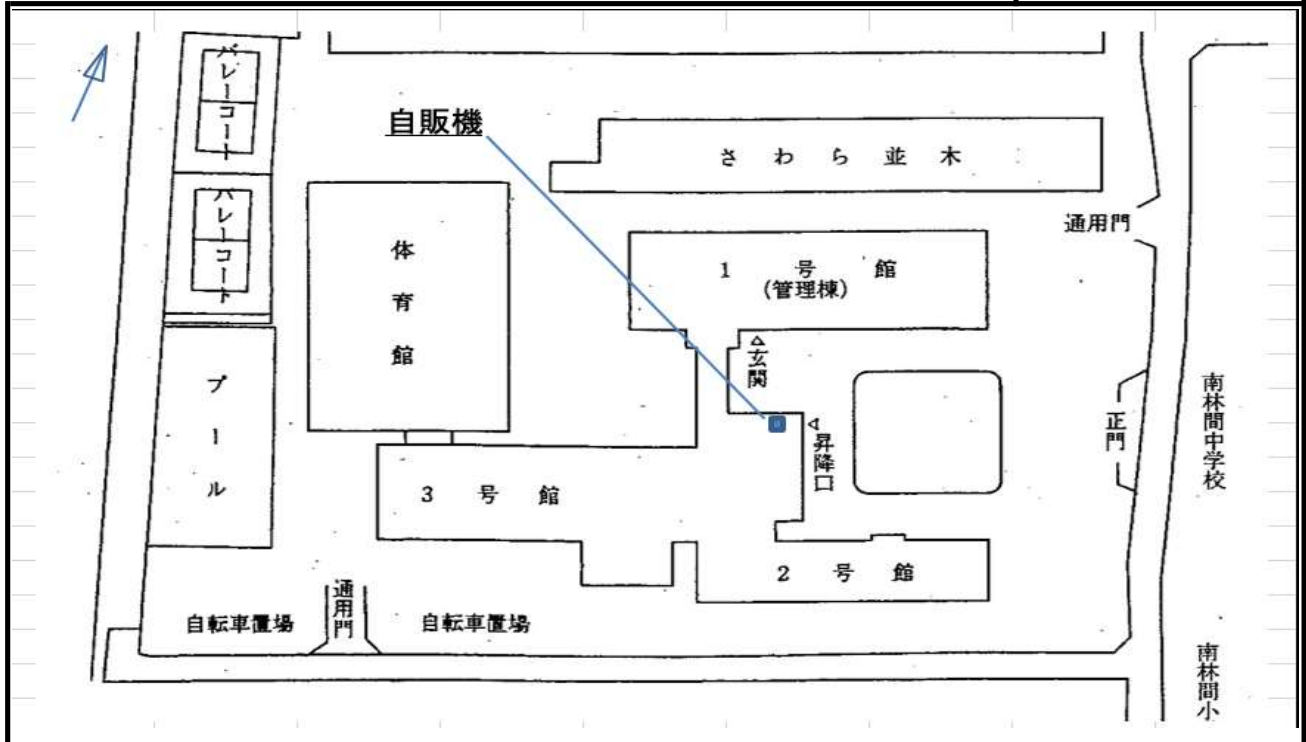 バレーコート
自販機
さわら並木
バレーコート
通用門
体育館
1号館
(管理棟)
玄関
プール
南林間中学校
正門
昇降口
3号館
2号館
通用門
自転車置場
自転車置場
南林間小